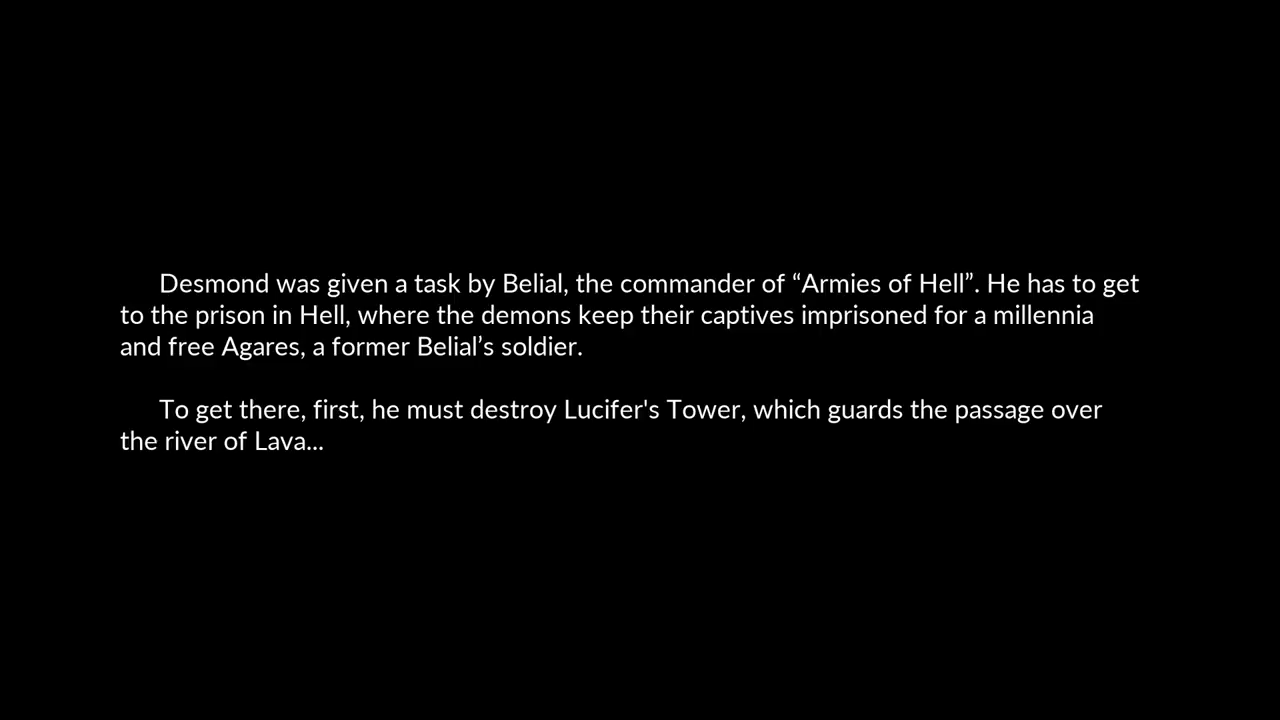 Desmond was given a task by Belial, the commander of “Armies of Hell”. He has to get
to the prison in Hell, where the demons keep their captives imprisoned for a millennia
and free Agares, a former Belial’s soldier.
To get there, first, he must destroy Lucifer's Tower, which guards the passage over
the river of Lava...